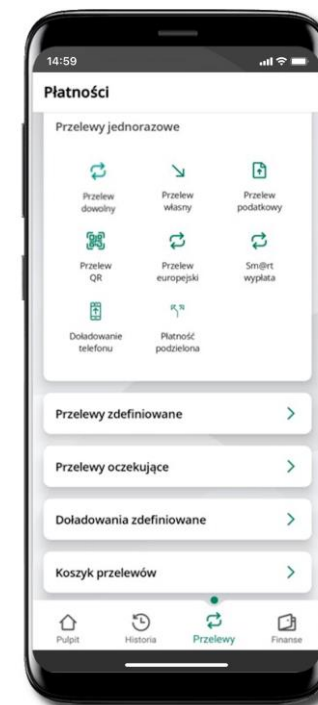 14:59
Płatności
Przelewy jednorazowe
Przelew dowolny
Przelew własny
Przelew podatkowy
Przelew QR
Przelew europejski
Sm@rt wypłata
Doładowanie telefonu
Płatność podzielona
Przelewy zdefiniowane
Przelewy oczekujące
Doładowania zdefiniowane
Koszyk przelewów
Pulpit
Historia
Przelewy
Finanse